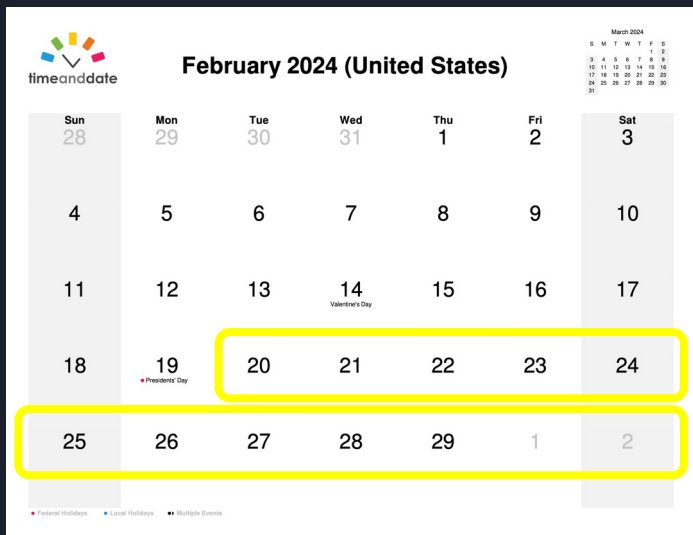 timeanddate
February 2024 (United States)
March 2024
S M T W T F S
1 2
3 4 5 6 7 8 9
10 11 12 13 14 15 16
17 18 19 20 21 22 23
24 25 26 27 28 29 30
31
Sun Mon Tue Wed Thu Fri Sat
28 29 30 31 1 2 3
4 5 6 7 8 9 10
11 12 13 14 15 16 17
Valentine's Day
18 19 20 21 22 23 24
Presidents' Day
25 26 27 28 29 1 2
Federal Holidays Local Holidays Multiple Events